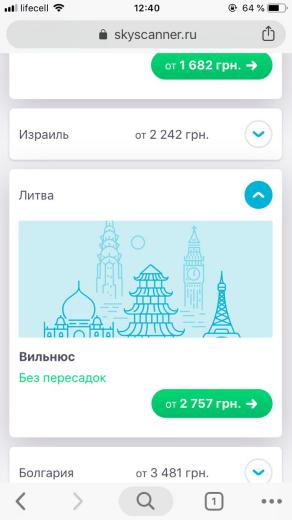 lifecell 12:40 64 %
skyscanner.ru
от 1 682 грн. →
Израиль от 2 242 грн.
Литва
Вильнюс
Без пересадок
от 2 757 грн. →
Болгария от 3 481 грн.
1